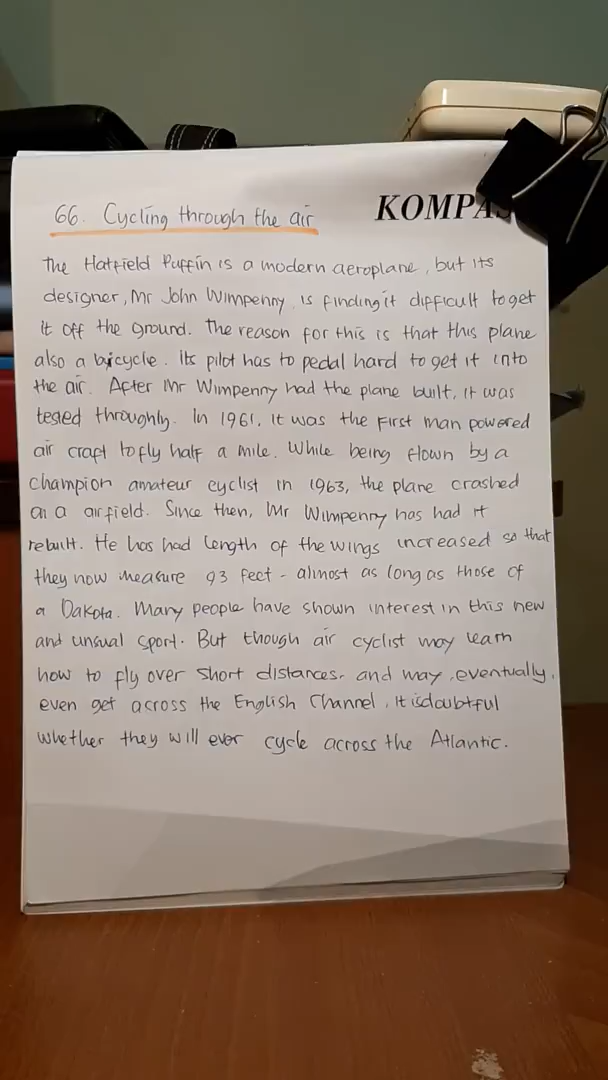 KOMPAS
66. Cycling through the air
The Hatfield Puffin is a modern aeroplane, but its
designer, Mr John Wimpenny, is finding it difficult to get
it off the ground. The reason for this is that this plane
also a bicycle. Its pilot has to pedal hard to get it into
the air. After Mr Wimpenny had the plane built, it was
tested throughly. In 1961, it was the first man powered
air craft to fly half a mile. While being flown by a
champion amateur cyclist in 1963, the plane crashed
on a airfield. Since then, Mr Wimpenny has had it
rebuilt. He has had length of the wings increased so that
they now measure 93 feet - almost as long as those of
a Dakota. Many people have shown interest in this new
and unsual sport. But though air cyclist may learn
how to fly over short distances, and may, eventually,
even get across the English Channel, It is doubtful
whether they will ever cycle across the Atlantic.